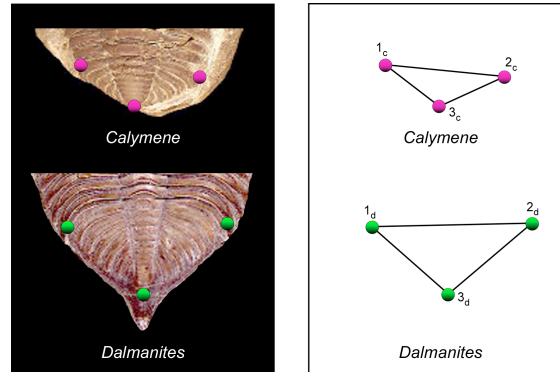 Calymene
Dalmanites
1c
2c
3c
Calymene
1d
2d
3d
Dalmanites